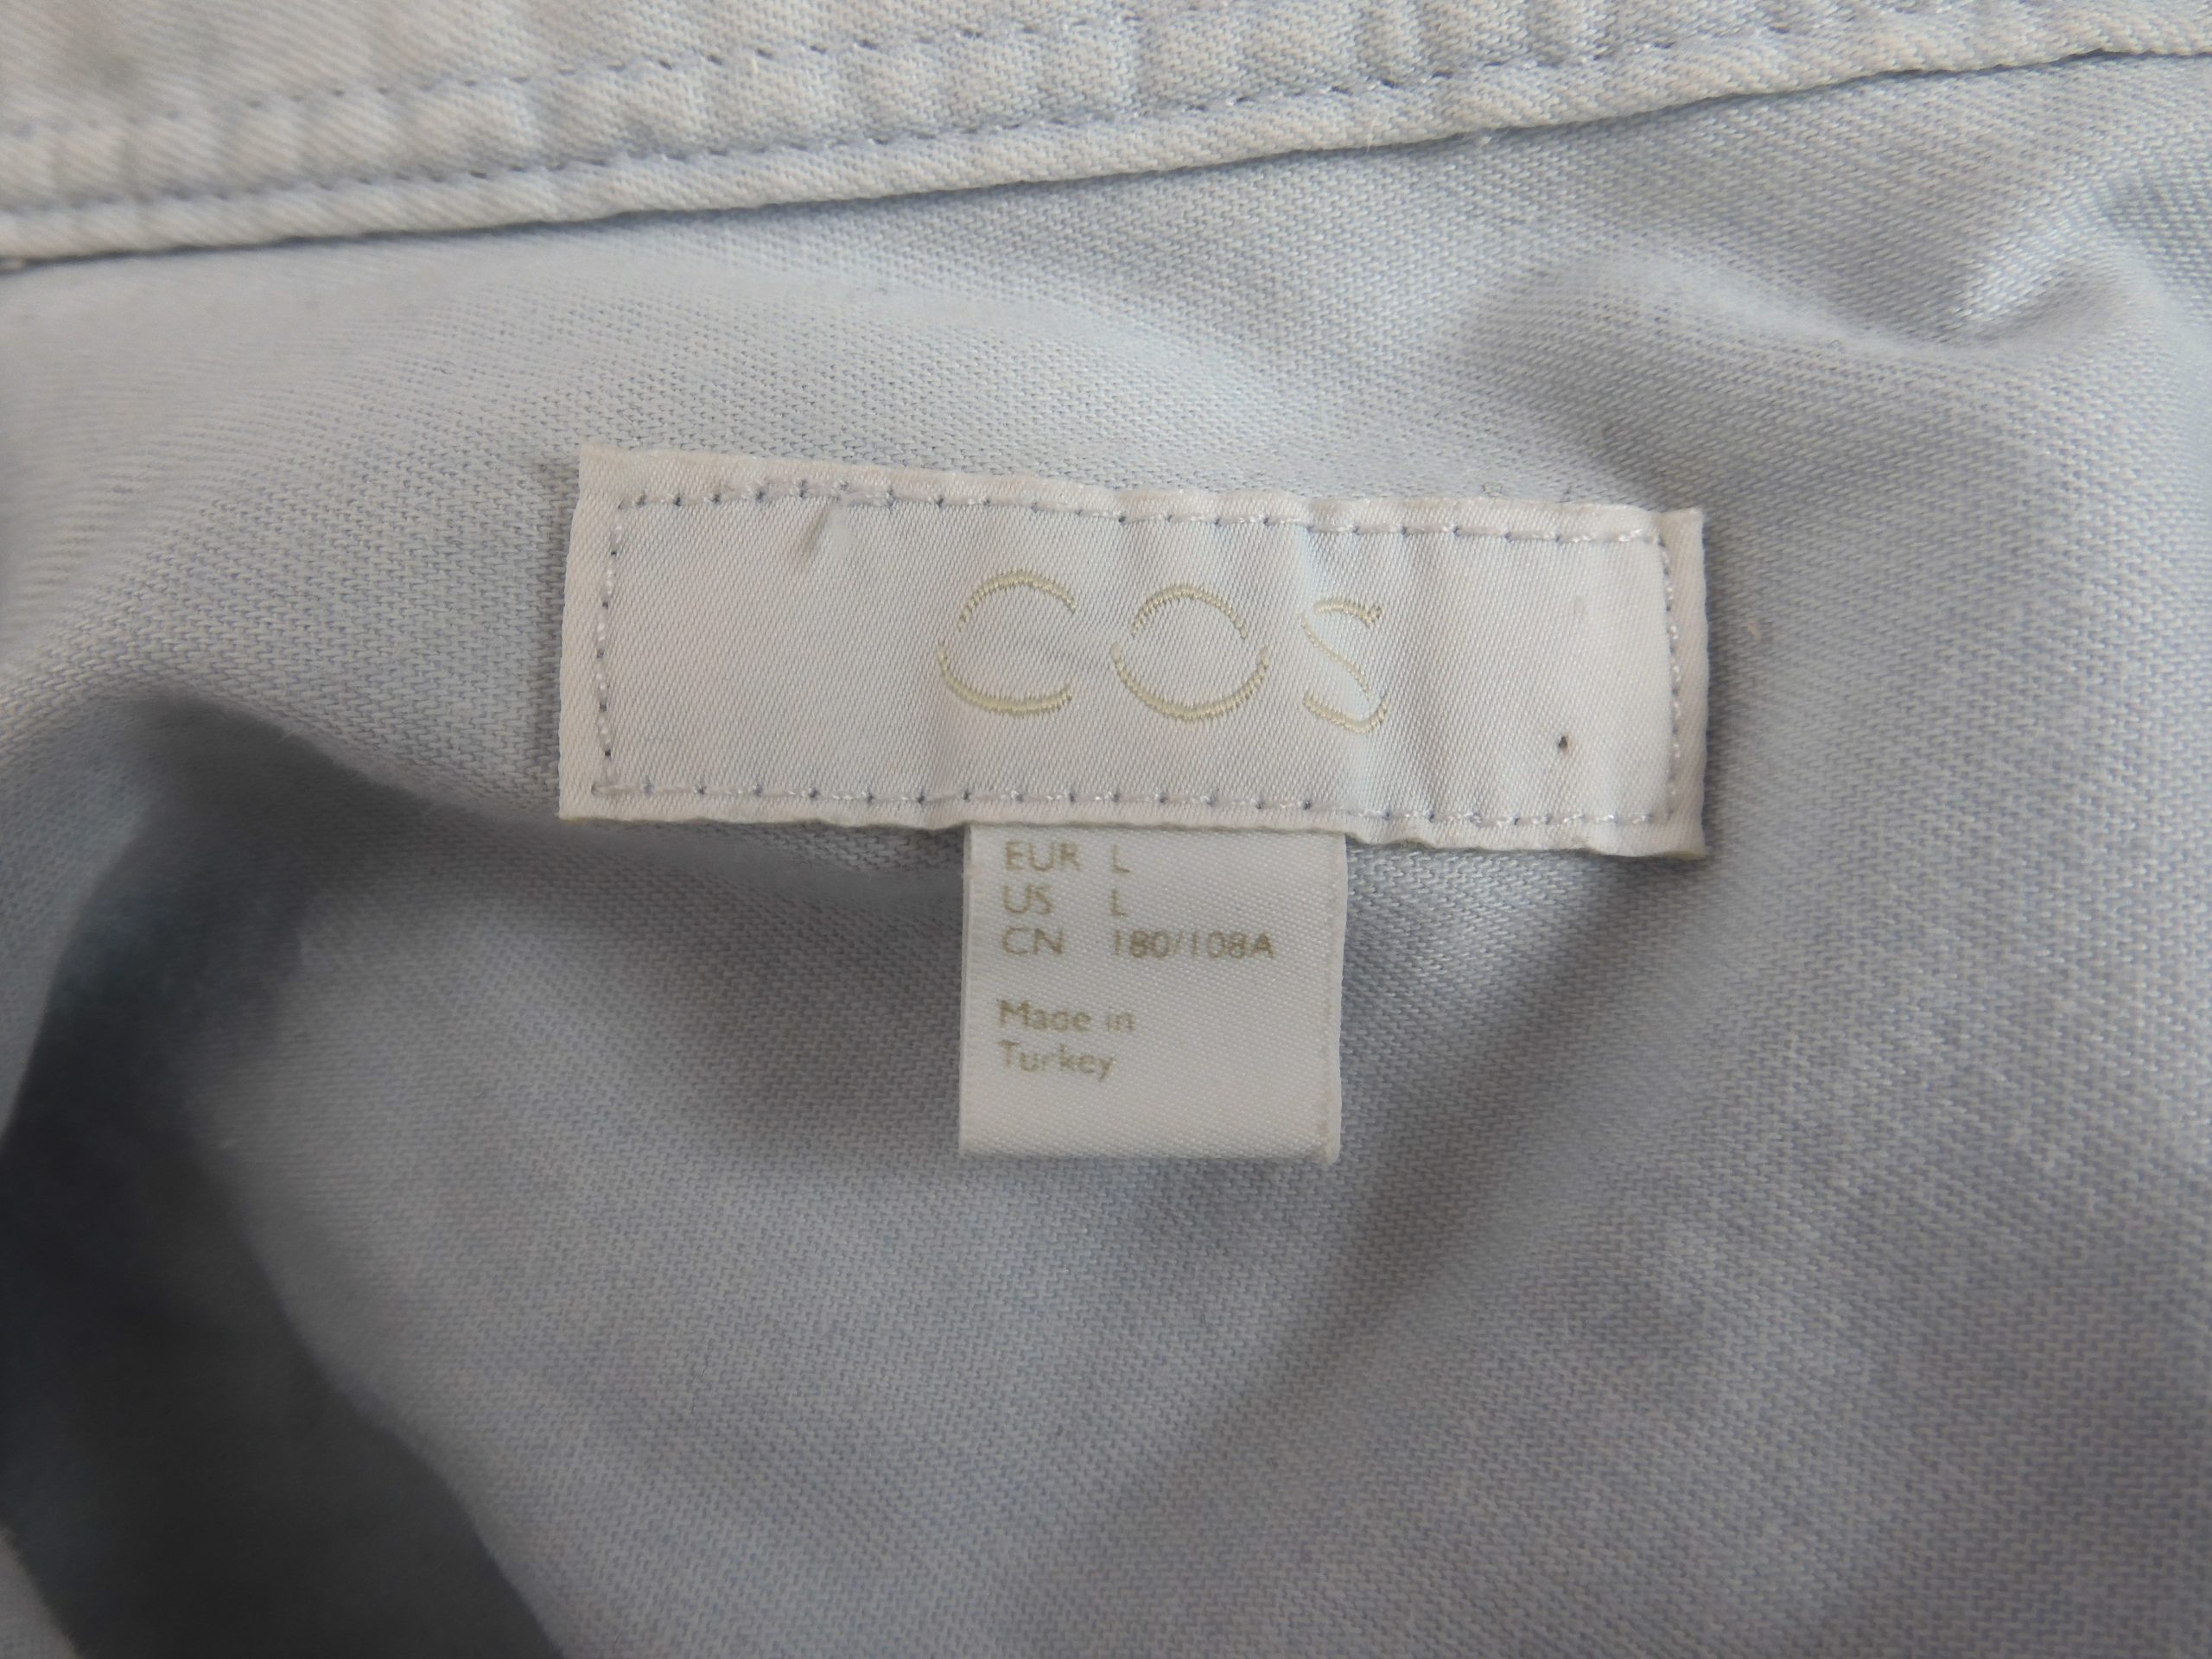 COS
EUR L
US L
CN 180/108A
Made in
Turkey